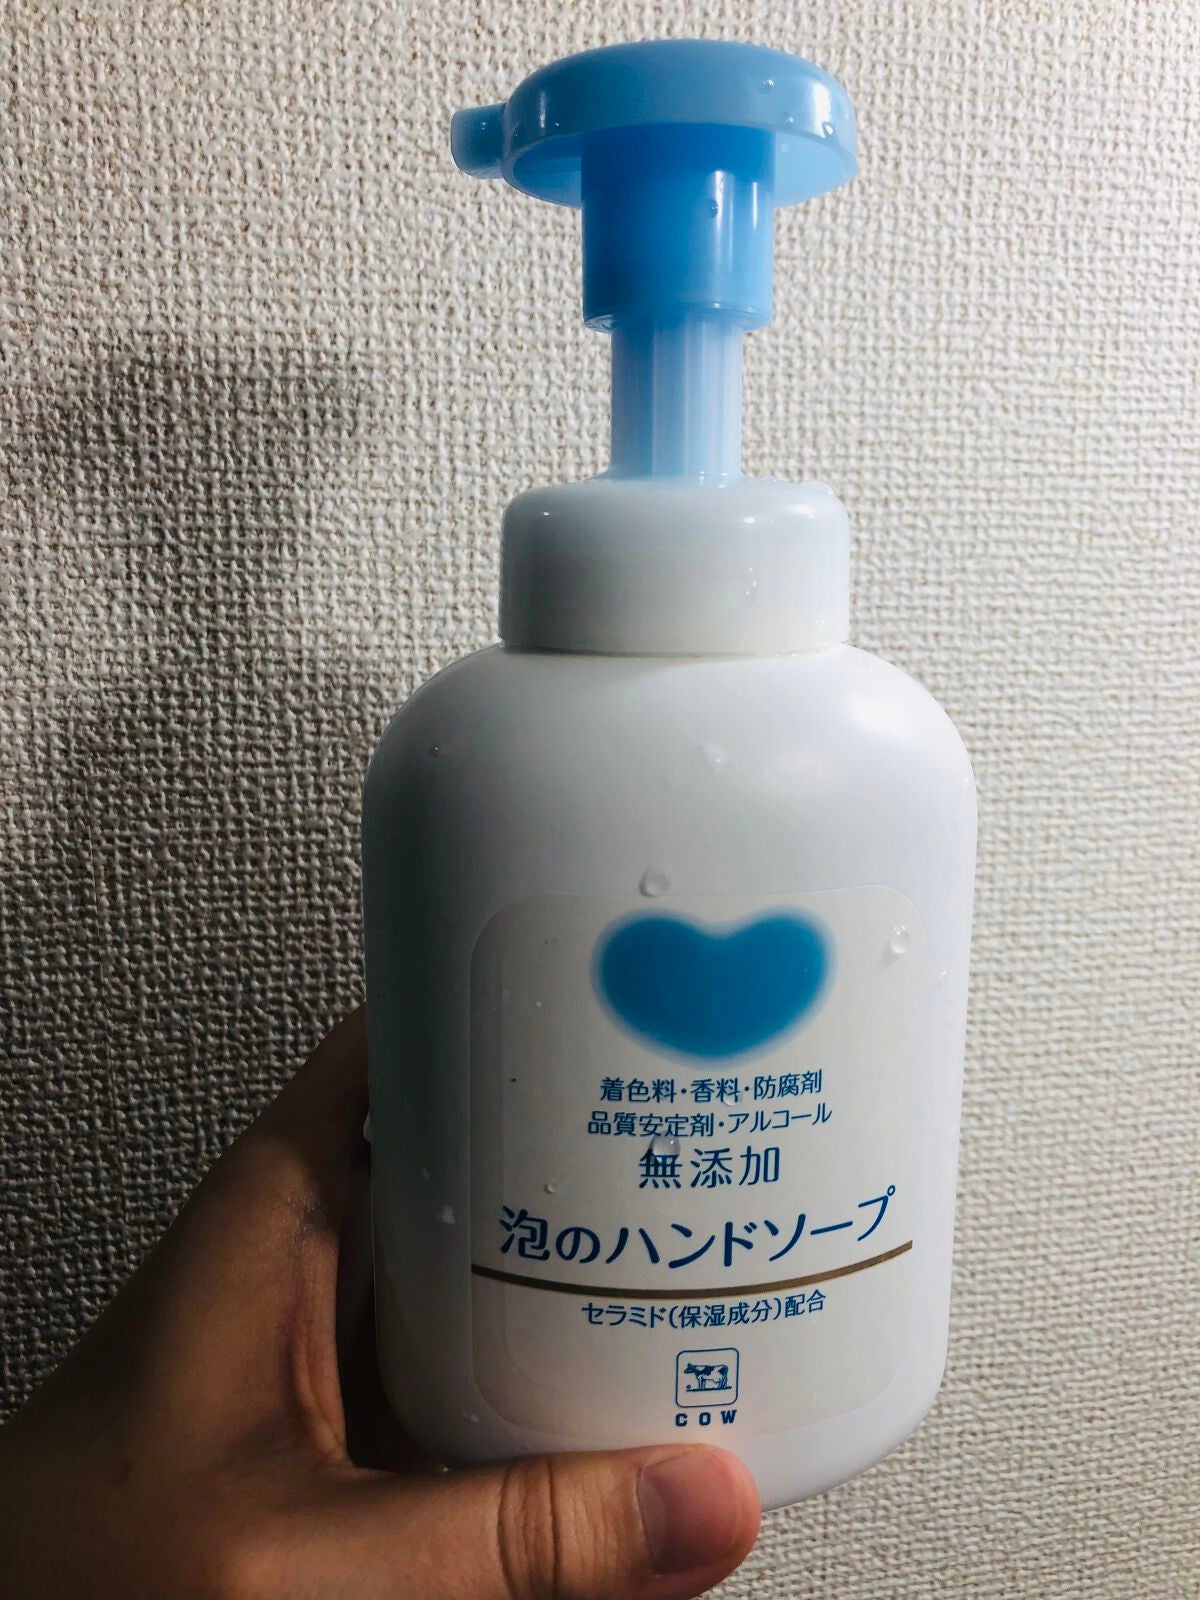 着色料・香料・防腐剤
品質安定剤・アルコール
無添加
泡のハンドソープ
セラミド(保湿成分)配合
COW